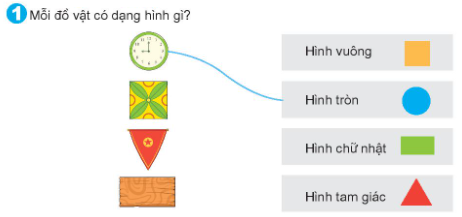 1 Mỗi đồ vật có dạng hình gì?
Hình vuông
Hình tròn
Hình chữ nhật
Hình tam giác